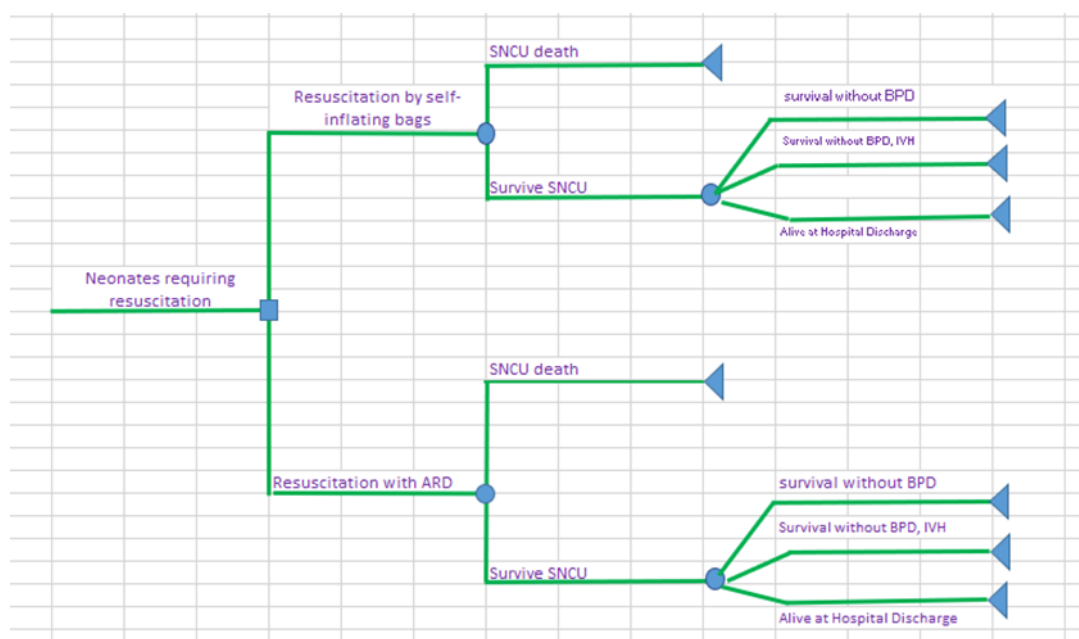 SNCU death
Resuscitation by self-
inflating bags
survival without BPD
Survival without BPD, IVH
Survive SNCU
Alive at Hospital Discharge
Neonates requiring
resuscitation
SNCU death
Resuscitation with ARD
survival without BPD
Survival without BPD, IVH
Survive SNCU
Alive at Hospital Discharge